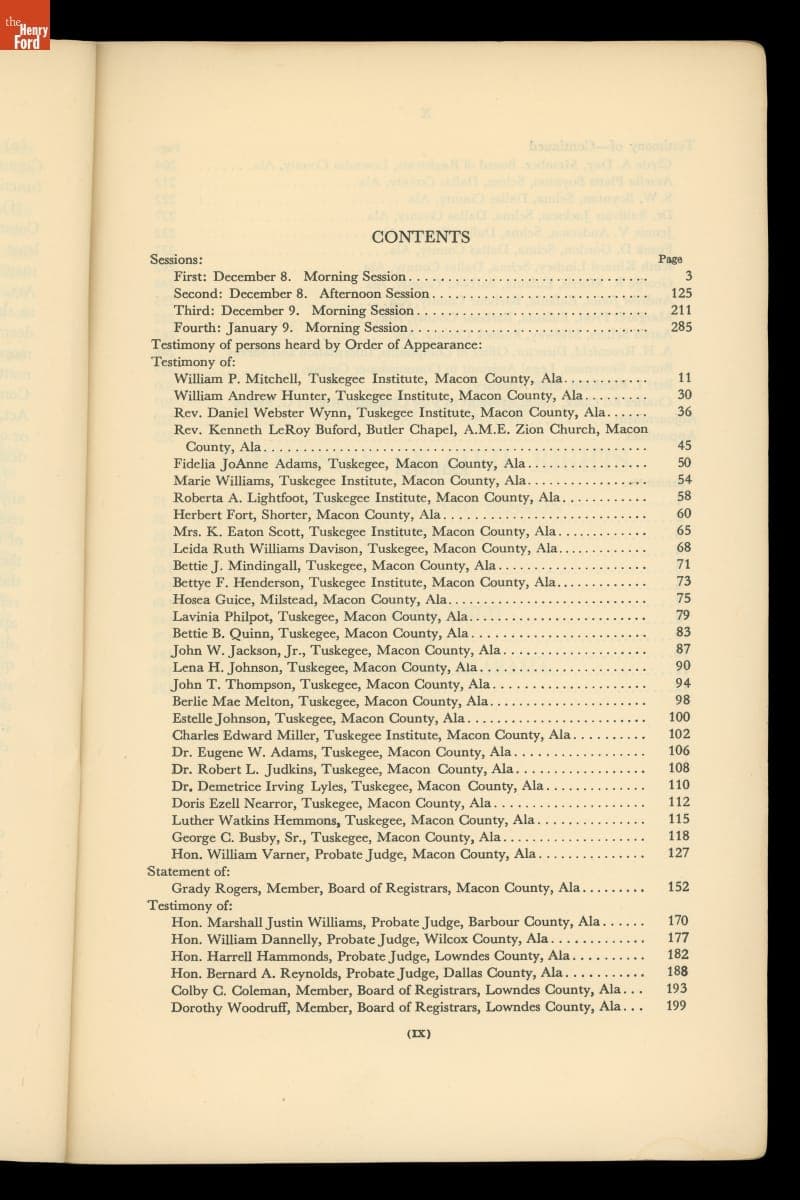 the
Henry
Ford
CONTENTS
Sessions: Page
First: December 8. Morning Session................................ 3
Second: December 8. Afternoon Session............................. 125
Third: December 9. Morning Session............................... 211
Fourth: January 9. Morning Session................................ 285
Testimony of persons heard by Order of Appearance:
Testimony of:
William P. Mitchell, Tuskegee Institute, Macon County, Ala............ 11
William Andrew Hunter, Tuskegee Institute, Macon County, Ala......... 30
Rev. Daniel Webster Wynn, Tuskegee Institute, Macon County, Ala...... 36
Rev. Kenneth LeRoy Buford, Butler Chapel, A.M.E. Zion Church, Macon
County, Ala..................................................... 45
Fidelia JoAnne Adams, Tuskegee, Macon County, Ala................. 50
Marie Williams, Tuskegee Institute, Macon County, Ala................. 54
Roberta A. Lightfoot, Tuskegee Institute, Macon County, Ala............ 58
Herbert Fort, Shorter, Macon County, Ala............................ 60
Mrs. K. Eaton Scott, Tuskegee Institute, Macon County, Ala............. 65
Leida Ruth Williams Davison, Tuskegee, Macon County, Ala............. 68
Bettie J. Mindingall, Tuskegee, Macon County, Ala..................... 71
Bettye F. Henderson, Tuskegee Institute, Macon County, Ala............. 73
Hosea Guice, Milstead, Macon County, Ala............................ 75
Lavinia Philpot, Tuskegee, Macon County, Ala......................... 79
Bettie B. Quinn, Tuskegee, Macon County, Ala......................... 83
John W. Jackson, Jr., Tuskegee, Macon County, Ala..................... 87
Lena H. Johnson, Tuskegee, Macon County, Ala........................ 90
John T. Thompson, Tuskegee, Macon County, Ala...................... 94
Berlie Mae Melton, Tuskegee, Macon County, Ala...................... 98
Estelle Johnson, Tuskegee, Macon County, Ala.......................... 100
Charles Edward Miller, Tuskegee Institute, Macon County, Ala.......... 102
Dr. Eugene W. Adams, Tuskegee, Macon County, Ala................... 106
Dr. Robert L. Judkins, Tuskegee, Macon County, Ala................... 108
Dr. Demetrice Irving Lyles, Tuskegee, Macon County, Ala.............. 110
Doris Ezell Nearror, Tuskegee, Macon County, Ala...................... 112
Luther Watkins Hemmons, Tuskegee, Macon County, Ala............... 115
George C. Busby, Sr., Tuskegee, Macon County, Ala..................... 118
Hon. William Varner, Probate Judge, Macon County, Ala............... 127
Statement of:
Grady Rogers, Member, Board of Registrars, Macon County, Ala......... 152
Testimony of:
Hon. Marshall Justin Williams, Probate Judge, Barbour County, Ala...... 170
Hon. William Dannelly, Probate Judge, Wilcox County, Ala............. 177
Hon. Harrell Hammonds, Probate Judge, Lowndes County, Ala.......... 182
Hon. Bernard A. Reynolds, Probate Judge, Dallas County, Ala........... 188
Colby C. Coleman, Member, Board of Registrars, Lowndes County, Ala... 193
Dorothy Woodruff, Member, Board of Registrars, Lowndes County, Ala... 199
(IX)